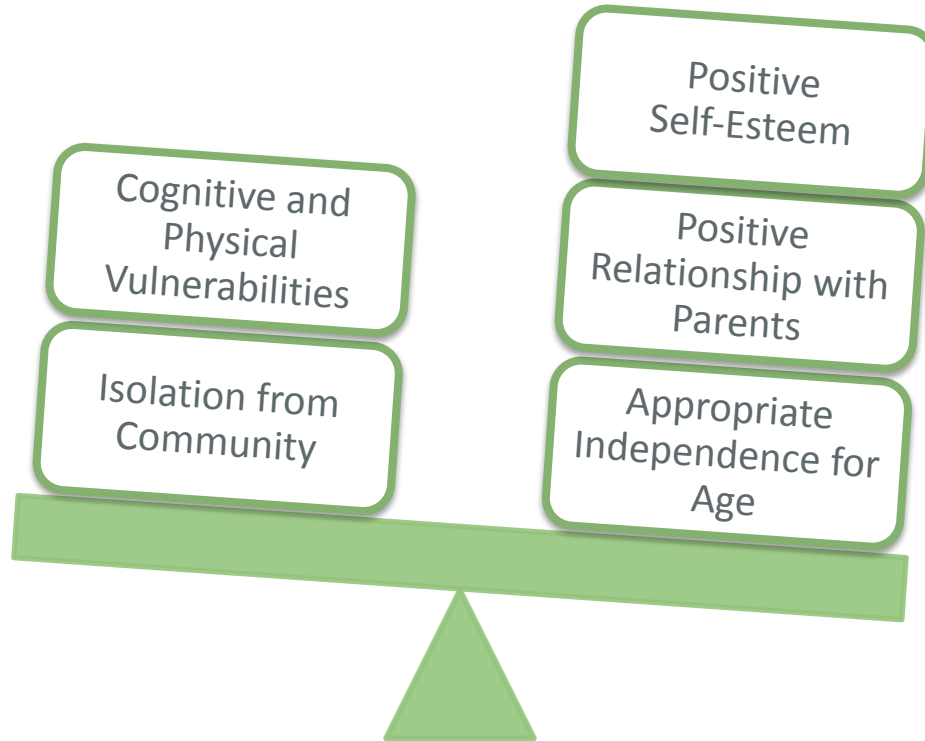 Cognitive and
Physical
Vulnerabilities
Isolation from
Community
Positive
Self-Esteem
Positive
Relationship with
Parents
Appropriate
Independence for
Age